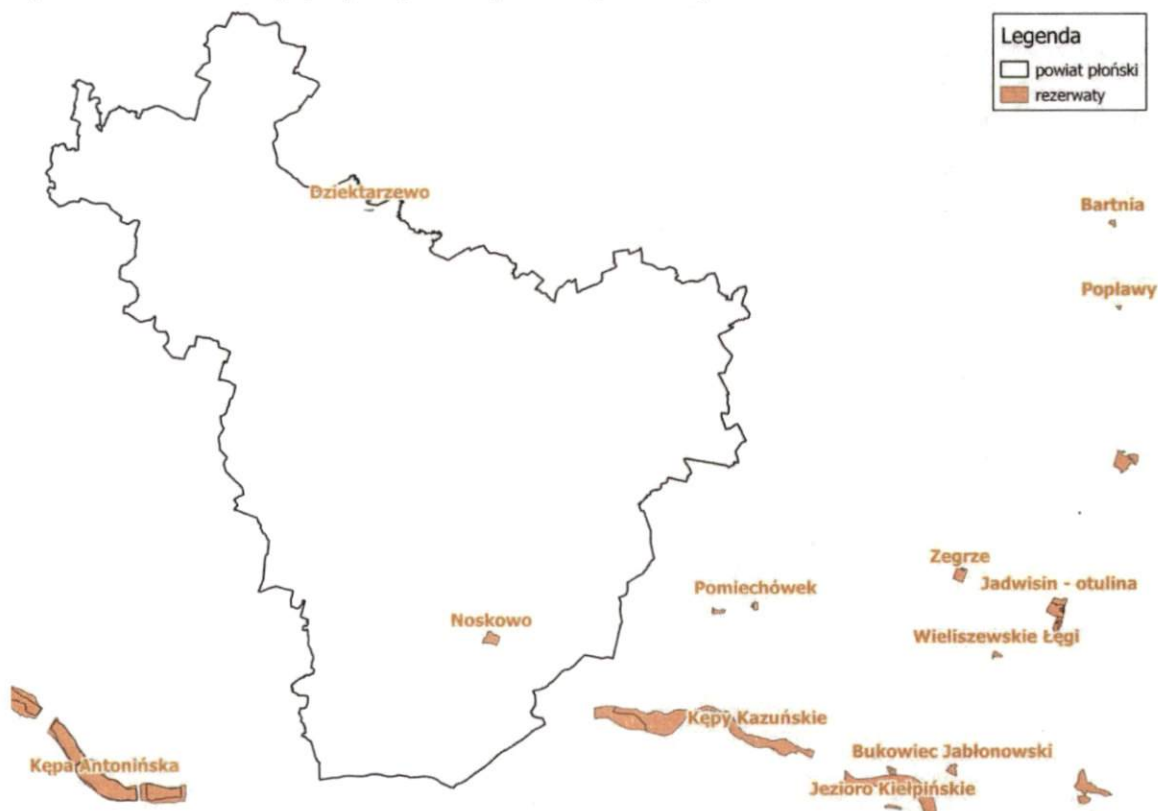 Legenda
powiat płoński
rezerwaty
Dziektarzewo
Bartnia
Popławy
Zegrze
Jadwisin - otulina
Pomiechówek
Noskowo
Wieliszewskie Łęgi
Kępy Kazuńskie
Bukowiec Jabłonowski
Kępa Antonińska
Jezioro Kiełpińskie